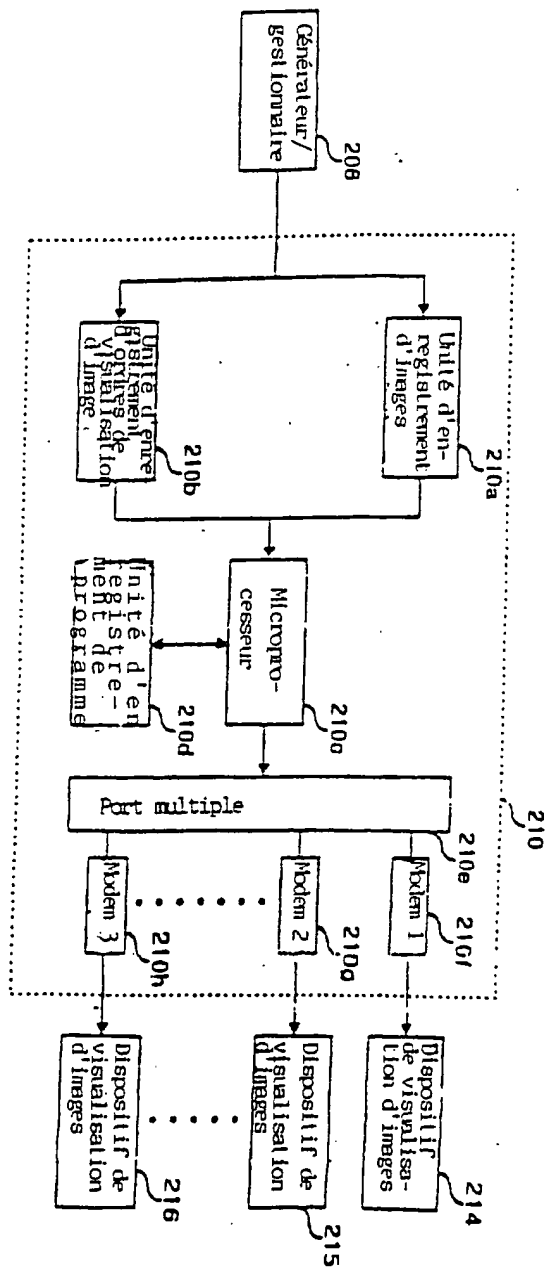 Générateur/
gestionnaire
208
210
Unité d'en-
registrement
d'images
210a
Unité d'enre
gistrement
d'ordres de
visualisation
d'image
210b
Micropro-
cesseur
210c
Unité d'en
registre-
ment de
programme
210d
Port multiple
210e
Modem 1
210f
Modem 2
210g
Modem 3
210h
Dispositif
de visualisa-
tion d'images
214
Dispositif de
visualisation
d'images
215
Dispositif de
visualisation
d'images
216